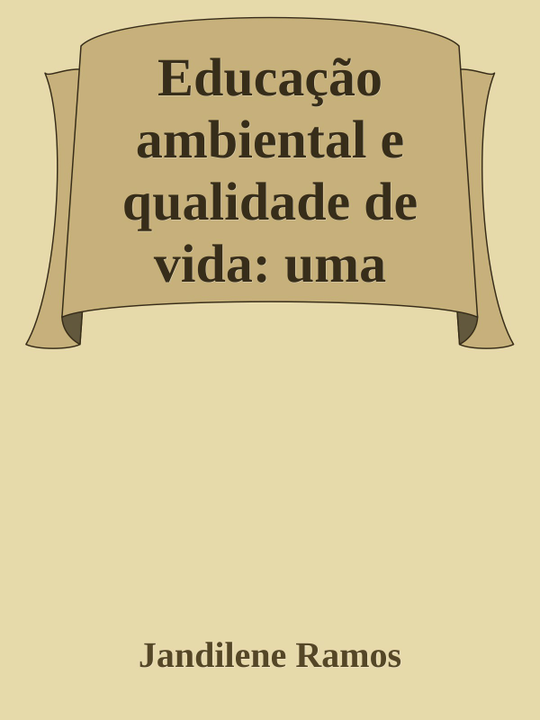 Educação
ambiental e
qualidade de
vida: uma
Jandilene Ramos